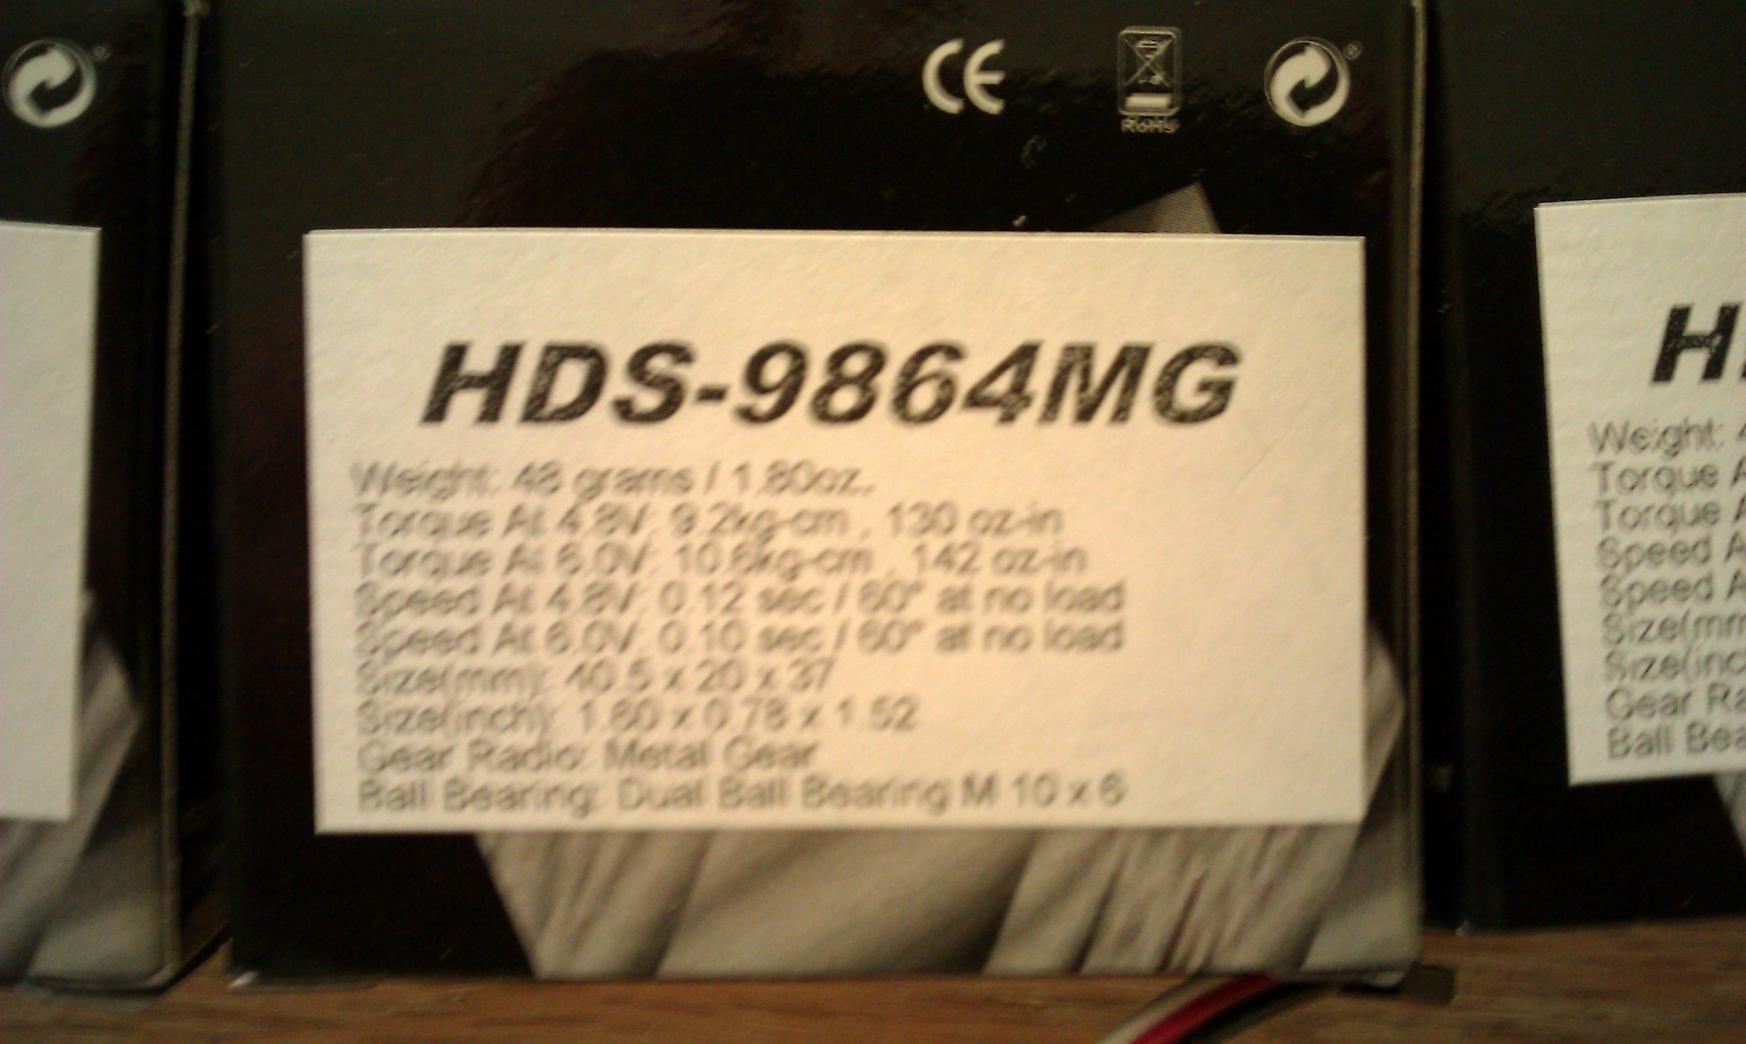 CE
RoHS
HDS-9864MG
Weight: 48 grams / 1.80oz.
Torque At 4.8V: 9.2kg-cm , 130 oz-in
Torque At 6.0V: 10.6kg-cm , 142 oz-in
Speed At 4.8V: 0.12 sec / 60° at no load
Speed At 6.0V: 0.10 sec / 60° at no load
Size(mm): 40.5 x 20 x 37
Size(inch): 1.60 x 0.78 x 1.52
Gear Radio: Metal Gear
Ball Bearing: Dual Ball Bearing M 10 x 6
H
Weight: 4
Torque A
Torque A
Speed A
Speed A
Size(mm
Size(inc
Gear Ra
Ball Bea